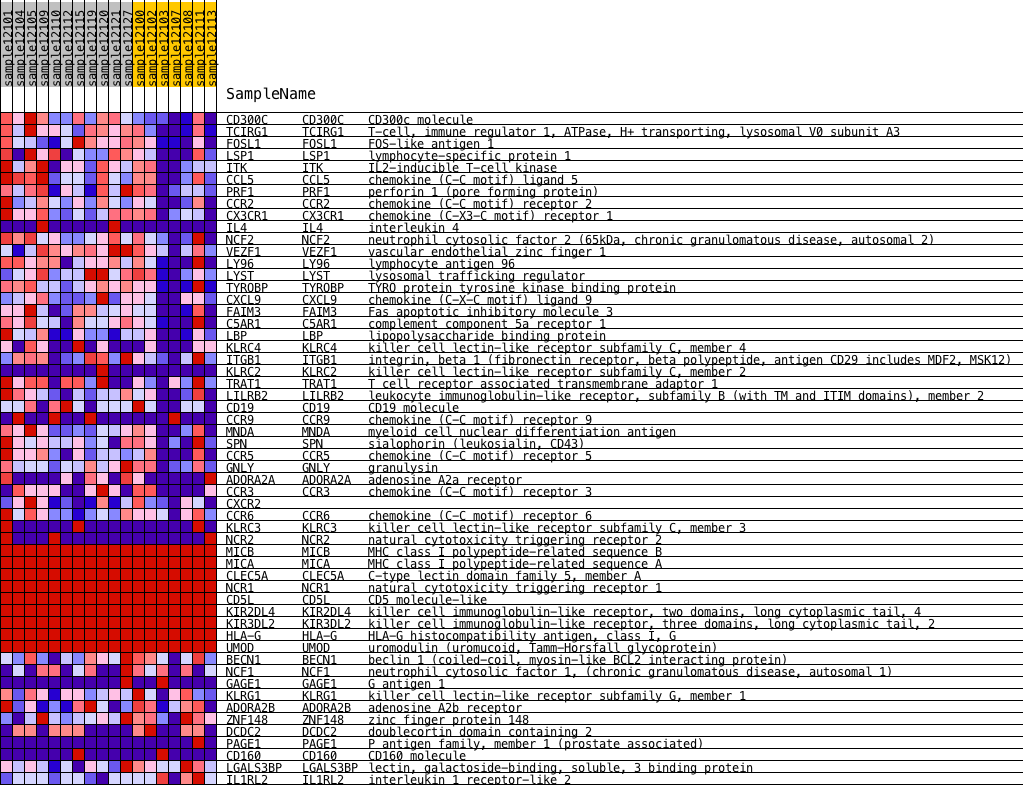 sample12101
sample12104
sample12105
sample12109
sample12110
sample12112
sample12115
sample12119
sample12120
sample12121
sample12127
sample12100
sample12102
sample12103
sample12107
sample12108
sample12111
sample12113
SampleName
CD300C CD300C CD300c molecule
TCIRG1 TCIRG1 T-cell, immune regulator 1, ATPase, H+ transporting, lysosomal V0 subunit A3
FOSL1 FOSL1 FOS-like antigen 1
LSP1 LSP1 lymphocyte-specific protein 1
ITK ITK IL2-inducible T-cell kinase
CCL5 CCL5 chemokine (C-C motif) ligand 5
PRF1 PRF1 perforin 1 (pore forming protein)
CCR2 CCR2 chemokine (C-C motif) receptor 2
CX3CR1 CX3CR1 chemokine (C-X3-C motif) receptor 1
IL4 IL4 interleukin 4
NCF2 NCF2 neutrophil cytosolic factor 2 (65kDa, chronic granulomatous disease, autosomal 2)
VEZF1 VEZF1 vascular endothelial zinc finger 1
LY96 LY96 lymphocyte antigen 96
LYST LYST lysosomal trafficking regulator
TYROBP TYROBP TYRO protein tyrosine kinase binding protein
CXCL9 CXCL9 chemokine (C-X-C motif) ligand 9
FAIM3 FAIM3 Fas apoptotic inhibitory molecule 3
C5AR1 C5AR1 complement component 5a receptor 1
LBP LBP lipopolysaccharide binding protein
KLRC4 KLRC4 killer cell lectin-like receptor subfamily C, member 4
ITGB1 ITGB1 integrin, beta 1 (fibronectin receptor, beta polypeptide, antigen CD29 includes MDF2, MSK12)
KLRC2 KLRC2 killer cell lectin-like receptor subfamily C, member 2
TRAT1 TRAT1 T cell receptor associated transmembrane adaptor 1
LILRB2 LILRB2 leukocyte immunoglobulin-like receptor, subfamily B (with TM and ITIM domains), member 2
CD19 CD19 CD19 molecule
CCR9 CCR9 chemokine (C-C motif) receptor 9
MNDA MNDA myeloid cell nuclear differentiation antigen
SPN SPN sialophorin (leukosialin, CD43)
CCR5 CCR5 chemokine (C-C motif) receptor 5
GNLY GNLY granulysin
ADORA2A ADORA2A adenosine A2a receptor
CCR3 CCR3 chemokine (C-C motif) receptor 3
CXCR2
CCR6 CCR6 chemokine (C-C motif) receptor 6
KLRC3 KLRC3 killer cell lectin-like receptor subfamily C, member 3
NCR2 NCR2 natural cytotoxicity triggering receptor 2
MICB MICB MHC class I polypeptide-related sequence B
MICA MICA MHC class I polypeptide-related sequence A
CLEC5A CLEC5A C-type lectin domain family 5, member A
NCR1 NCR1 natural cytotoxicity triggering receptor 1
CD5L CD5L CD5 molecule-like
KIR2DL4 KIR2DL4 killer cell immunoglobulin-like receptor, two domains, long cytoplasmic tail, 4
KIR3DL2 KIR3DL2 killer cell immunoglobulin-like receptor, three domains, long cytoplasmic tail, 2
HLA-G HLA-G HLA-G histocompatibility antigen, class I, G
UMOD UMOD uromodulin (uromucoid, Tamm-Horsfall glycoprotein)
BECN1 BECN1 beclin 1 (coiled-coil, myosin-like BCL2 interacting protein)
NCF1 NCF1 neutrophil cytosolic factor 1, (chronic granulomatous disease, autosomal 1)
GAGE1 GAGE1 G antigen 1
KLRG1 KLRG1 killer cell lectin-like receptor subfamily G, member 1
ADORA2B ADORA2B adenosine A2b receptor
ZNF148 ZNF148 zinc finger protein 148
DCDC2 DCDC2 doublecortin domain containing 2
PAGE1 PAGE1 P antigen family, member 1 (prostate associated)
CD160 CD160 CD160 molecule
LGALS3BP LGALS3BP lectin, galactoside-binding, soluble, 3 binding protein
IL1RL2 IL1RL2 interleukin 1 receptor-like 2